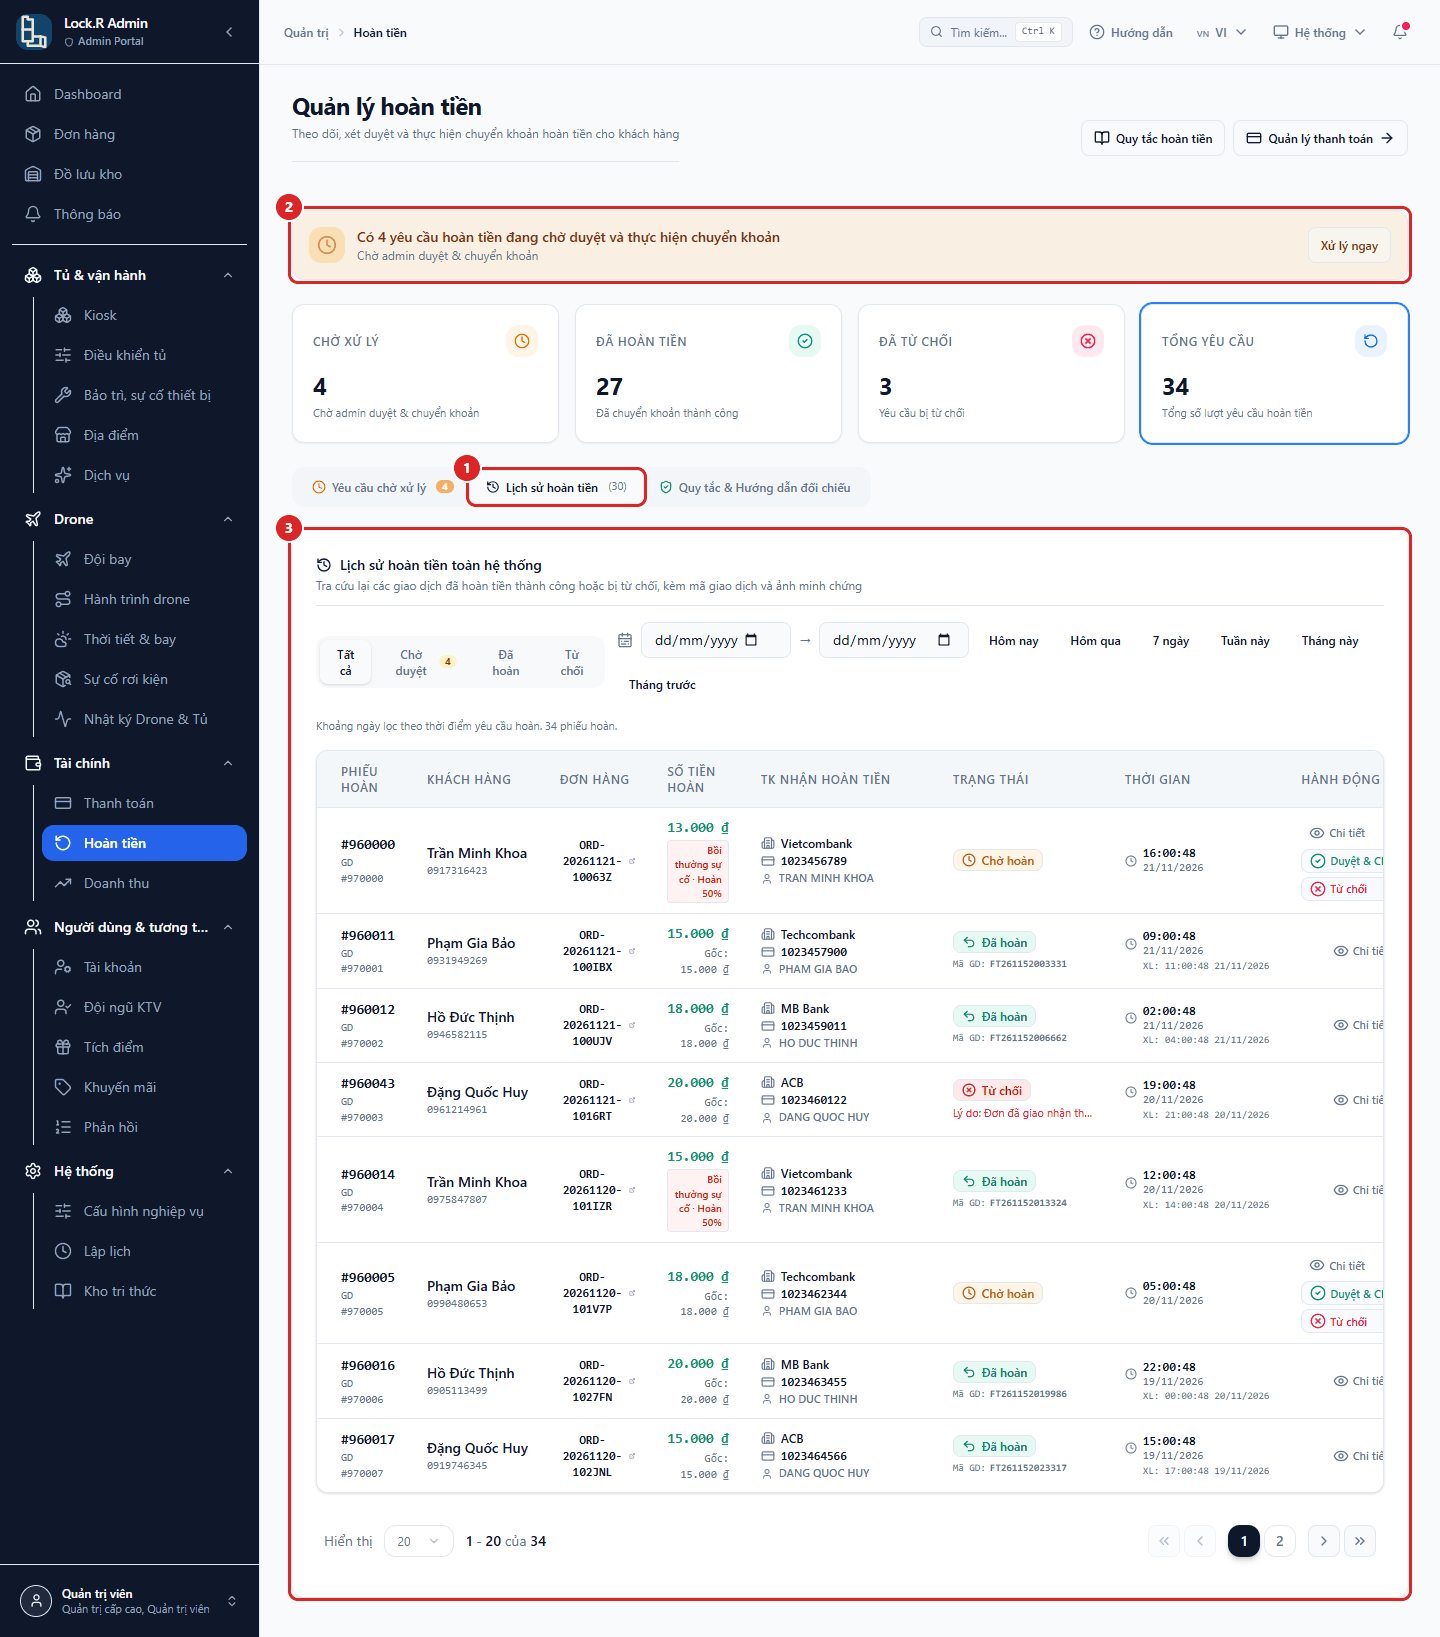 Lock.R Admin
Admin Portal
Dashboard
Đơn hàng
Đồ lưu kho
Thông báo
Tủ & vận hành
Kiosk
Điều khiển tủ
Bảo trì, sự cố thiết bị
Địa điểm
Dịch vụ
Drone
Đội bay
Hành trình drone
Thời tiết & bay
Sự cố rơi kiện
Nhật ký Drone & Tủ
Tài chính
Thanh toán
Hoàn tiền
Doanh thu
Người dùng & tương t...
Tài khoản
Đội ngũ KTV
Tích điểm
Khuyến mãi
Phản hồi
Hệ thống
Cấu hình nghiệp vụ
Lập lịch
Kho tri thức
Quản trị viên
Quản trị cấp cao, Quản trị viên
Quản trị > Hoàn tiền
Tìm kiếm... Ctrl K
Hướng dẫn
VN VI
Hệ thống
Quản lý hoàn tiền
Theo dõi, xét duyệt và thực hiện chuyển khoản hoàn tiền cho khách hàng
Quy tắc hoàn tiền
Quản lý thanh toán →
2
Có 4 yêu cầu hoàn tiền đang chờ duyệt và thực hiện chuyển khoản
Chờ admin duyệt & chuyển khoản
Xử lý ngay
CHỜ XỬ LÝ
4
Chờ admin duyệt & chuyển khoản
ĐÃ HOÀN TIỀN
27
Đã chuyển khoản thành công
ĐÃ TỪ CHỐI
3
Yêu cầu bị từ chối
TỔNG YÊU CẦU
34
Tổng số lượt yêu cầu hoàn tiền
1
Yêu cầu chờ xử lý 4
Lịch sử hoàn tiền (30)
Quy tắc & Hướng dẫn đối chiếu
3
Lịch sử hoàn tiền toàn hệ thống
Tra cứu lại các giao dịch đã hoàn tiền thành công hoặc bị từ chối, kèm mã giao dịch và ảnh minh chứng
Tất cả
Chờ duyệt 4
Đã hoàn
Từ chối
dd/mm/yyyy → dd/mm/yyyy
Hôm nay
Hôm qua
7 ngày
Tuần này
Tháng này
Tháng trước
Khoảng ngày lọc theo thời điểm yêu cầu hoàn. 34 phiếu hoàn.
PHIẾU HOÀN
KHÁCH HÀNG
ĐƠN HÀNG
SỐ TIỀN HOÀN
TK NHẬN HOÀN TIỀN
TRẠNG THÁI
THỜI GIAN
HÀNH ĐỘNG
#960000
GD
#970000
Trần Minh Khoa
0917316423
ORD-
20261121-
10063Z
13.000 ₫
Bồi
thường sự
cố · Hoàn
50%
Vietcombank
1023456789
TRAN MINH KHOA
Chờ hoàn
16:00:48
21/11/2026
Chi tiết
Duyệt & Cl
Từ chối
#960011
GD
#970001
Phạm Gia Bảo
0931949269
ORD-
20261121-
100IBX
15.000 ₫
Gốc:
15.000 ₫
Techcombank
1023457900
PHAM GIA BAO
Đã hoàn
Mã GD: FT261152003331
09:00:48
21/11/2026
XL: 11:00:48 21/11/2026
Chi tiế
#960012
GD
#970002
Hồ Đức Thịnh
0946582115
ORD-
20261121-
100UJV
18.000 ₫
Gốc:
18.000 ₫
MB Bank
1023459011
HO DUC THINH
Đã hoàn
Mã GD: FT261152006662
02:00:48
21/11/2026
XL: 04:00:48 21/11/2026
Chi tiế
#960043
GD
#970003
Đặng Quốc Huy
0961214961
ORD-
20261121-
1016RT
20.000 ₫
Gốc:
20.000 ₫
ACB
1023460122
DANG QUOC HUY
Từ chối
Lý do: Đơn đã giao nhận th...
19:00:48
20/11/2026
XL: 21:00:48 20/11/2026
Chi tiế
#960014
GD
#970004
Trần Minh Khoa
0975847807
ORD-
20261120-
101IZR
15.000 ₫
Bồi
thường sự
cố · Hoàn
50%
Vietcombank
1023461233
TRAN MINH KHOA
Đã hoàn
Mã GD: FT261152013324
12:00:48
20/11/2026
XL: 14:00:48 20/11/2026
Chi tiế
#960005
GD
#970005
Phạm Gia Bảo
0990480653
ORD-
20261120-
101V7P
18.000 ₫
Gốc:
18.000 ₫
Techcombank
1023462344
PHAM GIA BAO
Chờ hoàn
05:00:48
20/11/2026
Chi tiết
Duyệt & Cl
Từ chối
#960016
GD
#970006
Hồ Đức Thịnh
0905113499
ORD-
20261120-
1027FN
20.000 ₫
Gốc:
20.000 ₫
MB Bank
1023463455
HO DUC THINH
Đã hoàn
Mã GD: FT261152019986
22:00:48
19/11/2026
XL: 00:00:48 20/11/2026
Chi tiế
#960017
GD
#970007
Đặng Quốc Huy
0919746345
ORD-
20261120-
102JNL
15.000 ₫
Gốc:
15.000 ₫
ACB
1023464566
DANG QUOC HUY
Đã hoàn
Mã GD: FT261152023317
15:00:48
19/11/2026
XL: 17:00:48 19/11/2026
Chi tiế
Hiển thị 20 1 - 20 của 34
« ‹ 1 2 › »